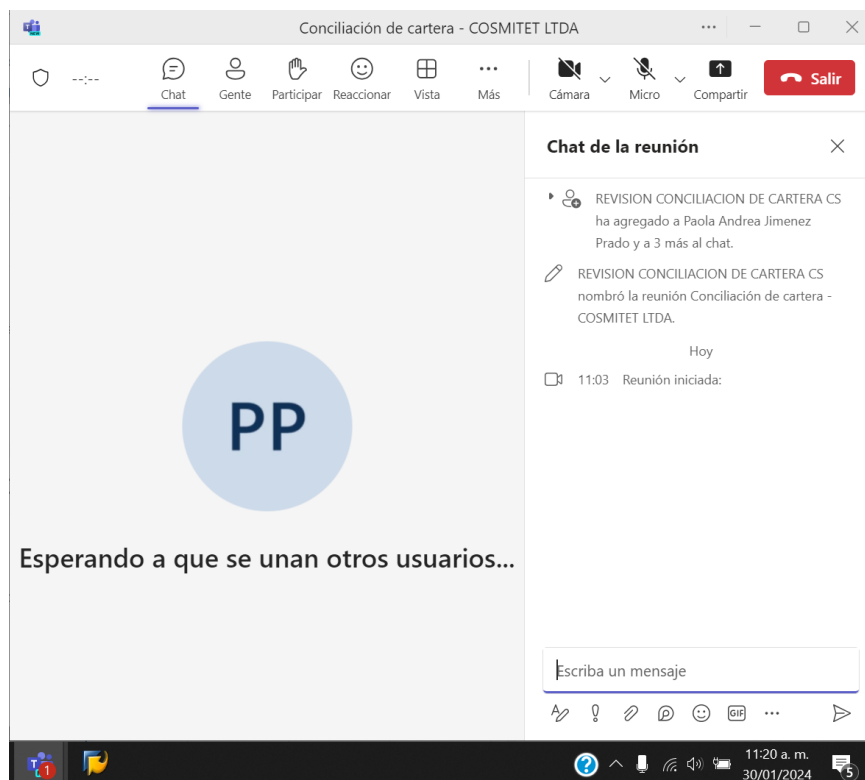 Conciliación de cartera - COSMITET LTDA
--:--
Chat
Gente
Participar
Reaccionar
Vista
Más
Cámara
Micro
Compartir
Salir
PP
Esperando a que se unan otros usuarios...
Chat de la reunión
REVISION CONCILIACION DE CARTERA CS
ha agregado a Paola Andrea Jimenez
Prado y a 3 más al chat.
REVISION CONCILIACION DE CARTERA CS
nombró la reunión Conciliación de cartera -
COSMITET LTDA.
Hoy
11:03 Reunión iniciada:
Escriba un mensaje
GIF
1
11:20 a. m.
30/01/2024
5